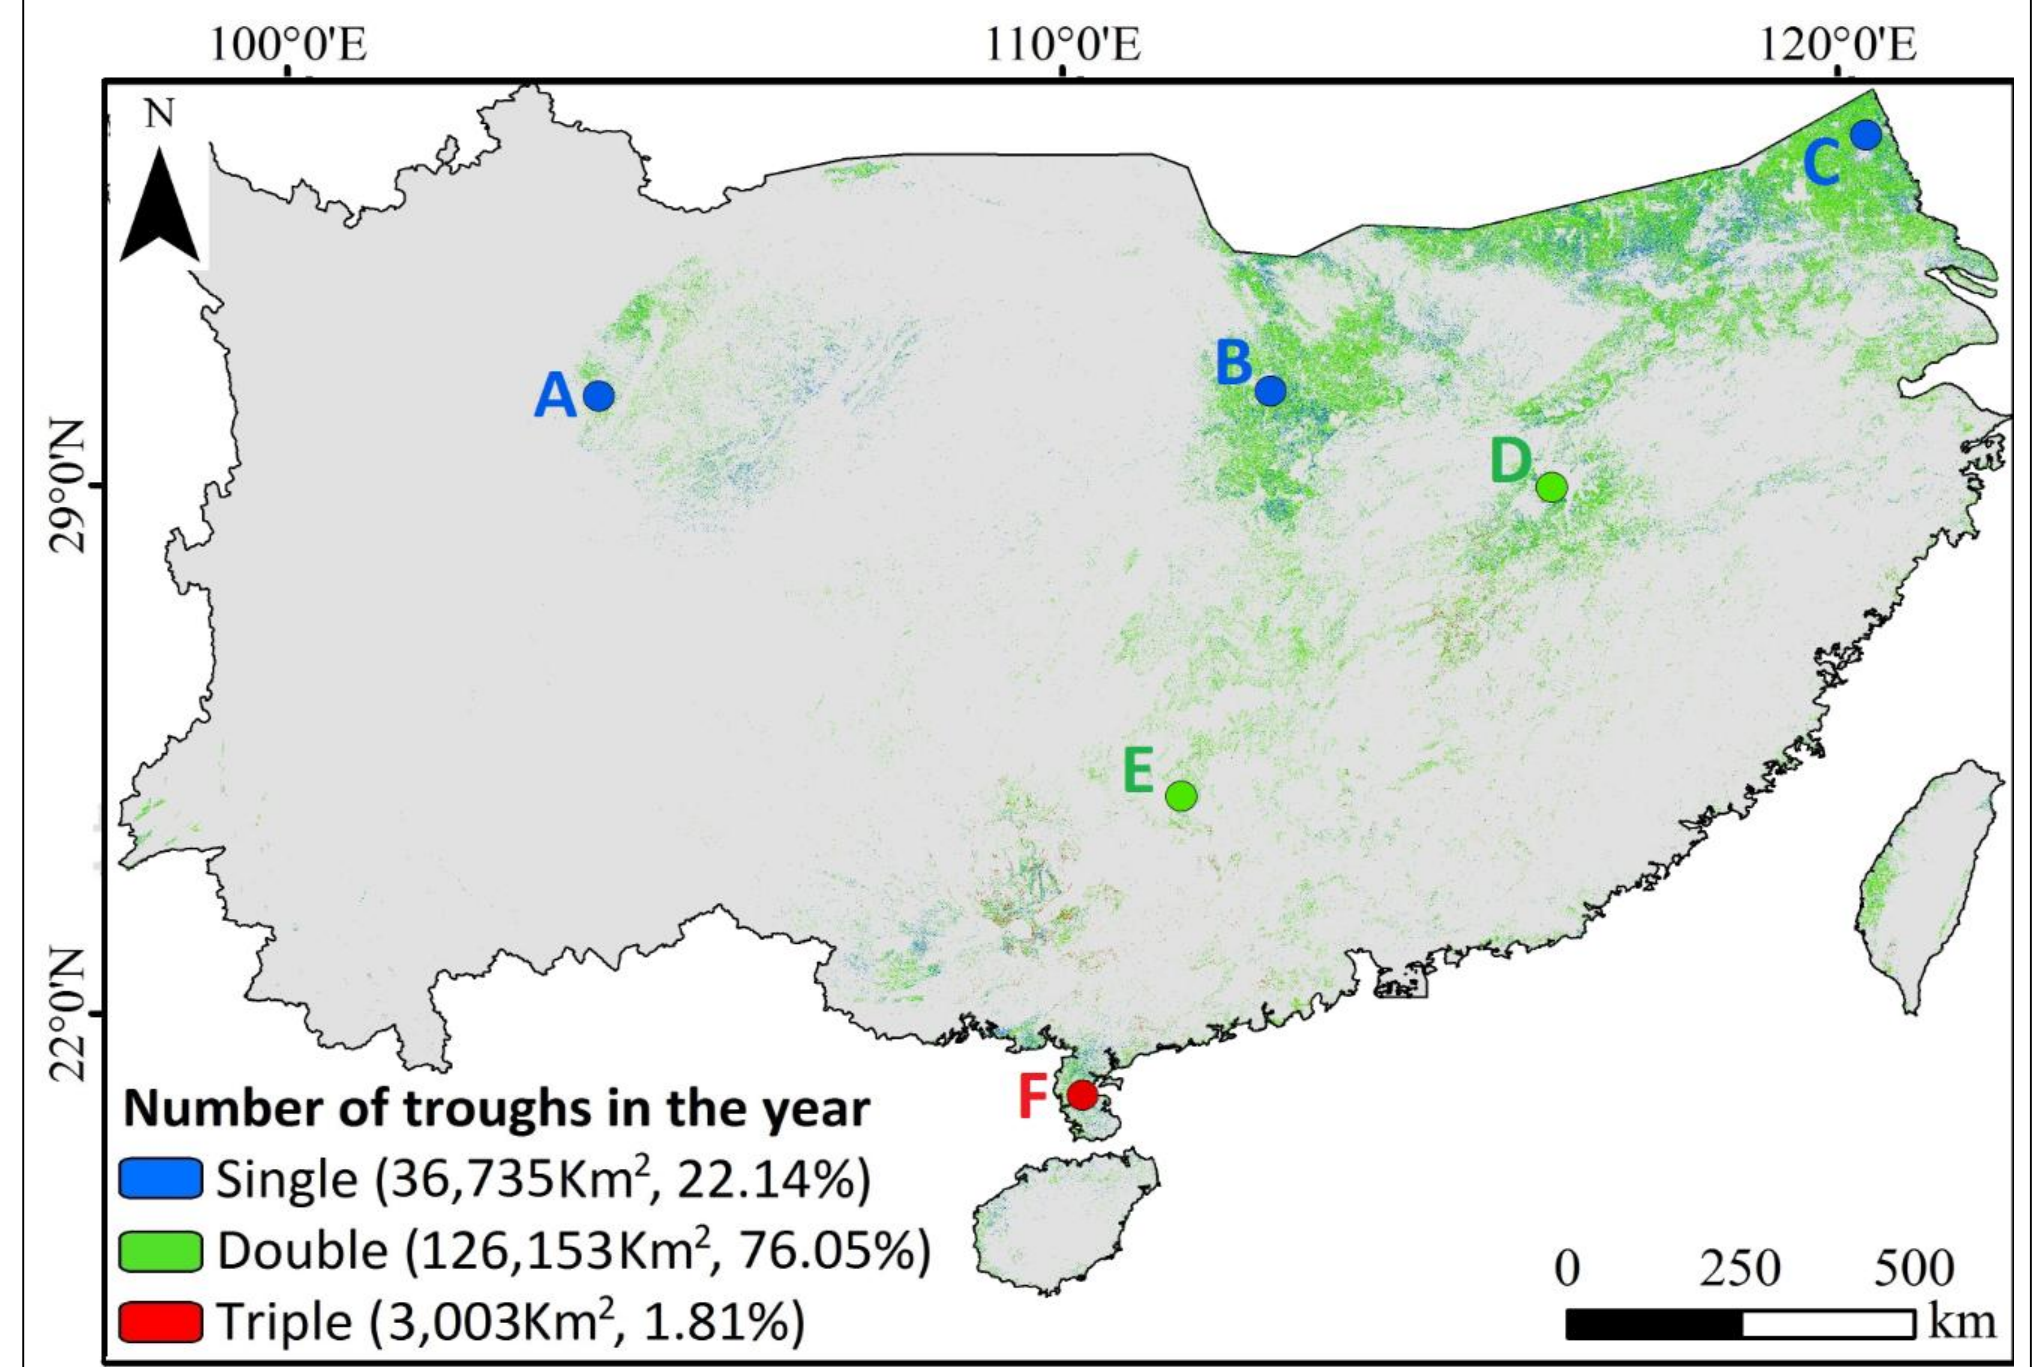 100°0'E 110°0'E 120°0'E
N
C
B
A
D
29°0'N
E
22°0'N
F
Number of troughs in the year
Single (36,735Km², 22.14%)
Double (126,153Km², 76.05%)
Triple (3,003Km², 1.81%)
0 250 500
km